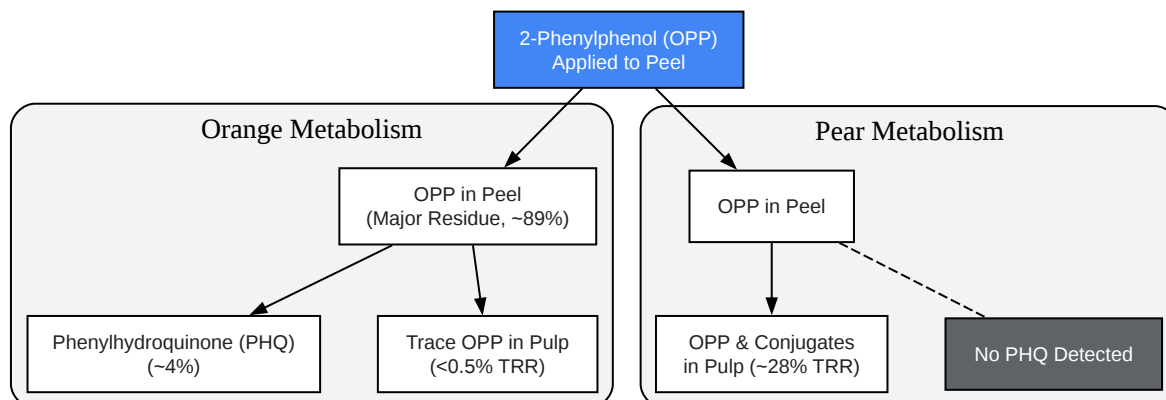 2-Phenylphenol (OPP)
Applied to Peel
Orange Metabolism
OPP in Peel
(Major Residue, ~89%)
Phenylhydroquinone (PHQ)
(~4%)
Trace OPP in Pulp
(<0.5% TRR)
Pear Metabolism
OPP in Peel
OPP & Conjugates
in Pulp (~28% TRR)
No PHQ Detected